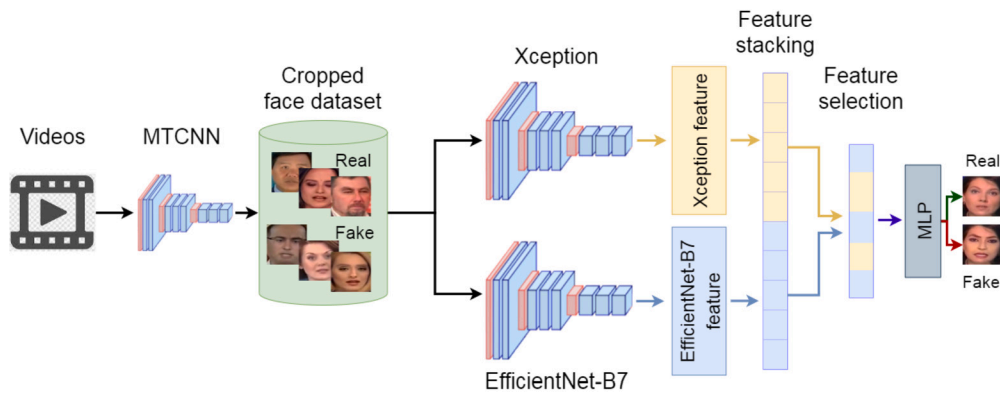 Videos
MTCNN
Cropped
face dataset
Real
Fake
Xception
EfficientNet-B7
Xception feature
EfficientNet-B7
feature
Feature
stacking
Feature
selection
MLP
Real
Fake